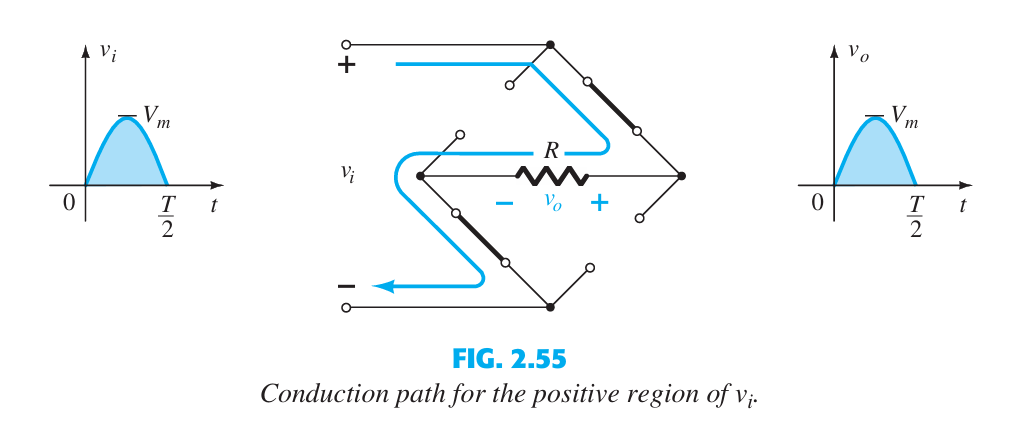 v_i
V_m
0
T/2
t
+
v_i
−
R
− v_o +
v_o
V_m
0
T/2
t
FIG. 2.55
Conduction path for the positive region of v_i.